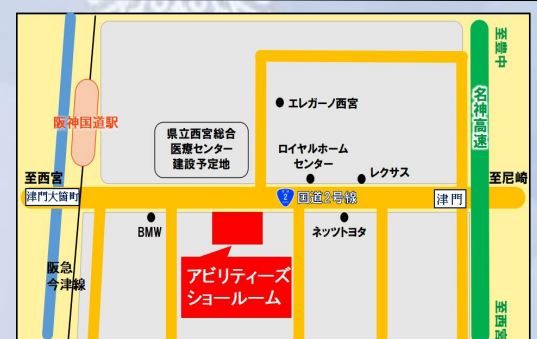 至豊中
エレガーノ西宮
名神高速
阪神国道駅
県立西宮総合
医療センター
建設予定地
ロイヤルホーム
センター
レクサス
至西宮
至尼崎
津門大箇町
2
国道2号線
津門
BMW
ネッツトヨタ
阪急
今津線
アビリティーズ
ショールーム
至西宮